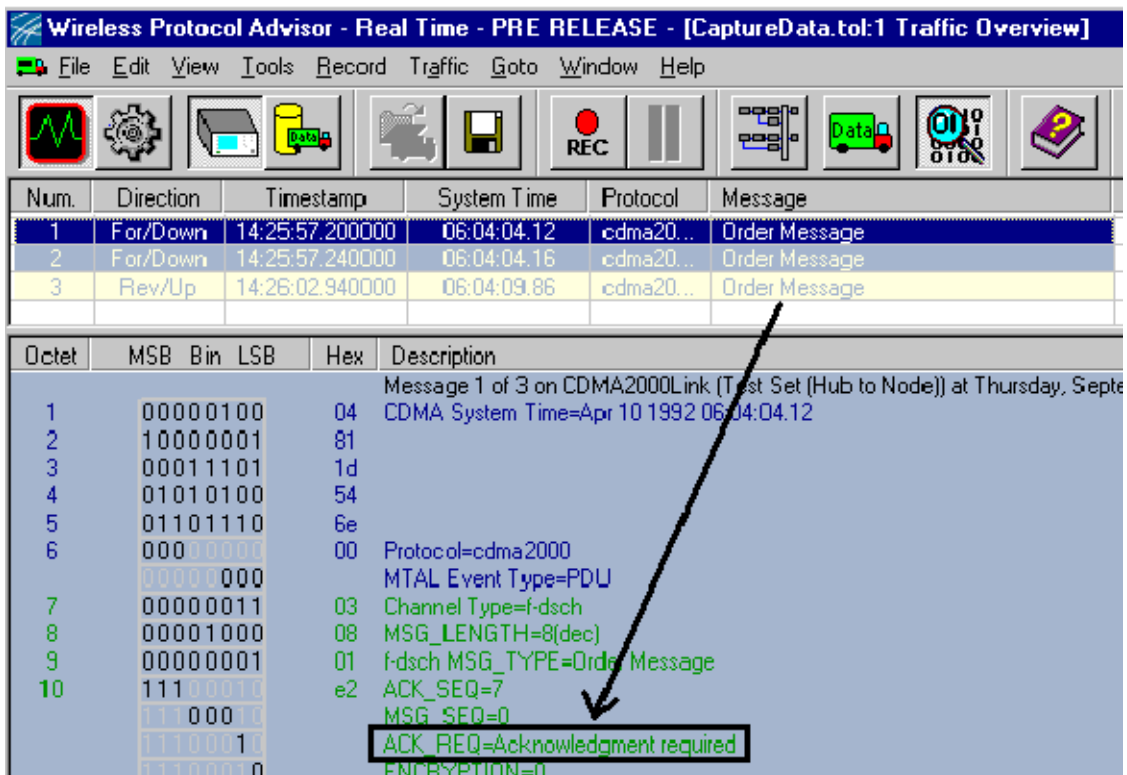 Wireless Protocol Advisor - Real Time - PRE RELEASE - [CaptureData.tol:1 Traffic Overview]
File Edit View Tools Record Traffic Goto Window Help
Data REC Data
Num. Direction Timestamp System Time Protocol Message
1 For/Down 14:25:57.200000 06:04:04.12 cdma20... Order Message
2 For/Down 14:25:57.240000 06:04:04.16 cdma20... Order Message
3 Rev/Up 14:26:02.940000 06:04:09.86 cdma20... Order Message
Octet MSB Bin LSB Hex Description
Message 1 of 3 on CDMA2000Link (Test Set (Hub to Node)) at Thursday, Septe
1 00000100 04 CDMA System Time=Apr 10 1992 06:04:04.12
2 10000001 81
3 00011101 1d
4 01010100 54
5 01101110 6e
6 00000000 00 Protocol=cdma2000
00000000 MTAL Event Type=PDU
7 00000011 03 Channel Type=f-dsch
8 00001000 08 MSG_LENGTH=8(dec)
9 00000001 01 f-dsch MSG_TYPE=Order Message
10 11100010 e2 ACK_SEQ=7
11100010 MSG_SEQ=0
11100010 ACK_REQ=Acknowledgment required
11100010 ENCRYPTION=0